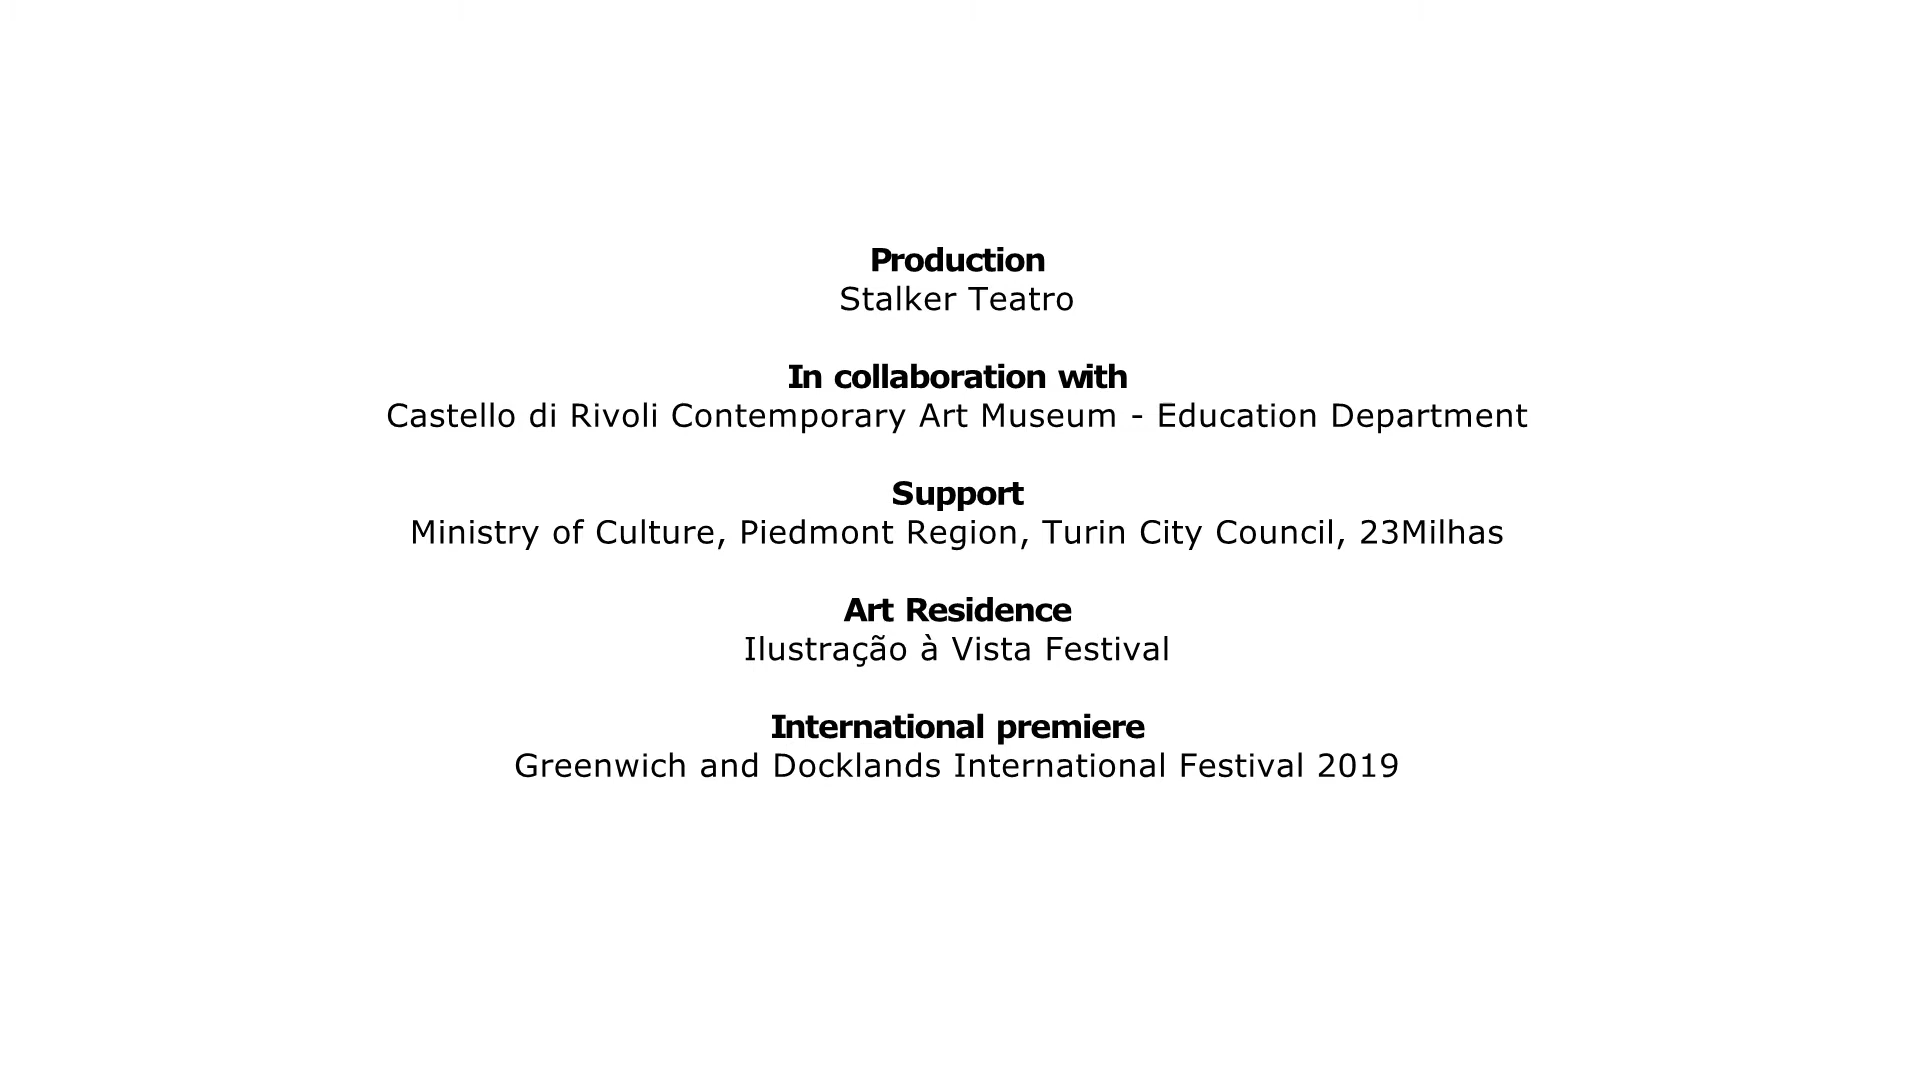 Production
Stalker Teatro
In collaboration with
Castello di Rivoli Contemporary Art Museum - Education Department
Support
Ministry of Culture, Piedmont Region, Turin City Council, 23Milhas
Art Residence
Ilustração à Vista Festival
International premiere
Greenwich and Docklands International Festival 2019